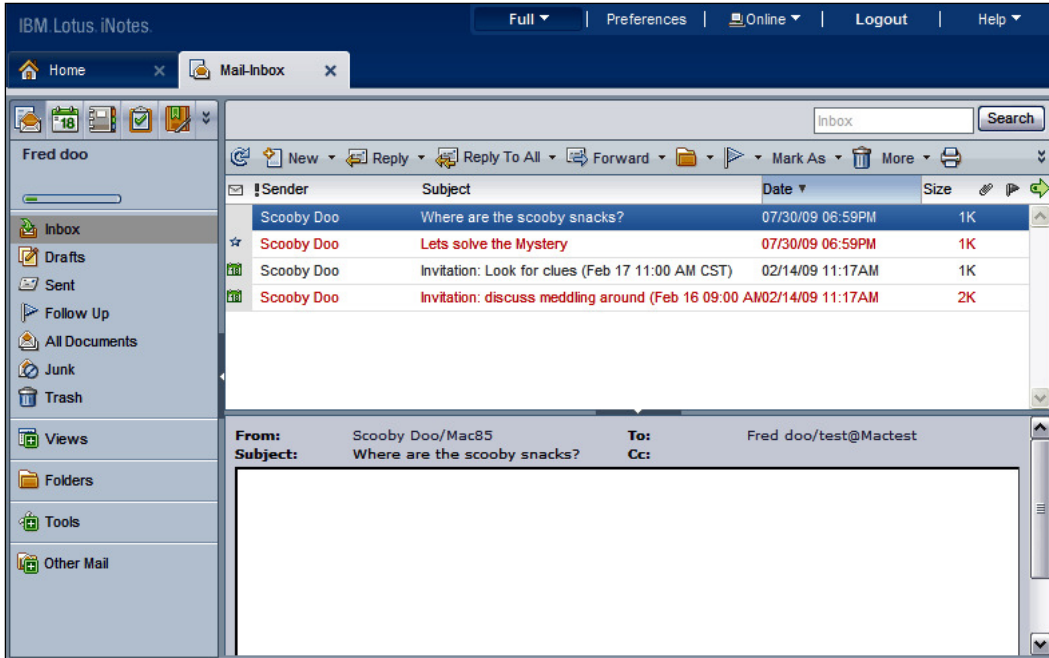 IBM Lotus iNotes Full Preferences Online Logout Help
Home Mail-Inbox
18 Inbox Search
Fred doo
New Reply Reply To All Forward Mark As More
Sender Subject Date Size
Scooby Doo Where are the scooby snacks? 07/30/09 06:59PM 1K
Scooby Doo Lets solve the Mystery 07/30/09 06:59PM 1K
Scooby Doo Invitation: Look for clues (Feb 17 11:00 AM CST) 02/14/09 11:17AM 1K
Scooby Doo Invitation: discuss meddling around (Feb 16 09:00 AM 02/14/09 11:17AM 2K
Inbox
Drafts
Sent
Follow Up
All Documents
Junk
Trash
Views
Folders
Tools
Other Mail
From: Scooby Doo/Mac85 To: Fred doo/test@Mactest
Subject: Where are the scooby snacks? Cc: